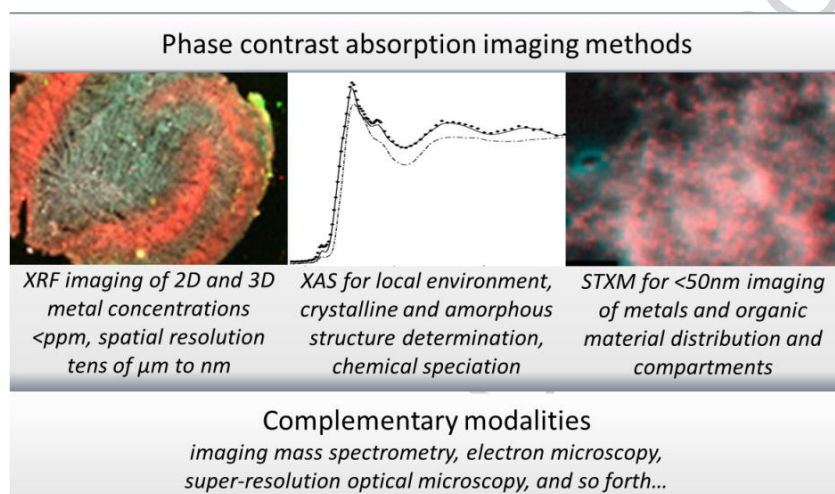 Phase contrast absorption imaging methods
XRF imaging of 2D and 3D
metal concentrations
<ppm, spatial resolution
tens of µm to nm
XAS for local environment,
crystalline and amorphous
structure determination,
chemical speciation
STXM for <50nm imaging
of metals and organic
material distribution and
compartments
Complementary modalities
imaging mass spectrometry, electron microscopy,
super-resolution optical microscopy, and so forth…